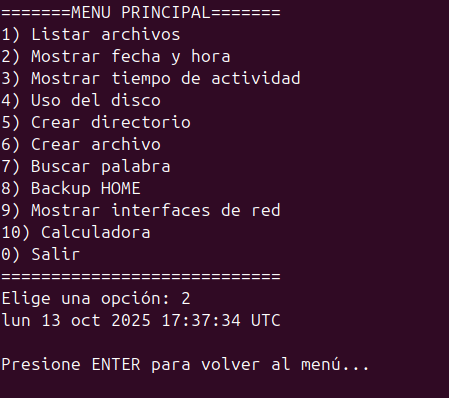 =======MENU PRINCIPAL=======
1) Listar archivos
2) Mostrar fecha y hora
3) Mostrar tiempo de actividad
4) Uso del disco
5) Crear directorio
6) Crear archivo
7) Buscar palabra
8) Backup HOME
9) Mostrar interfaces de red
10) Calculadora
0) Salir
============================
Elige una opción: 2
lun 13 oct 2025 17:37:34 UTC
Presione ENTER para volver al menú...